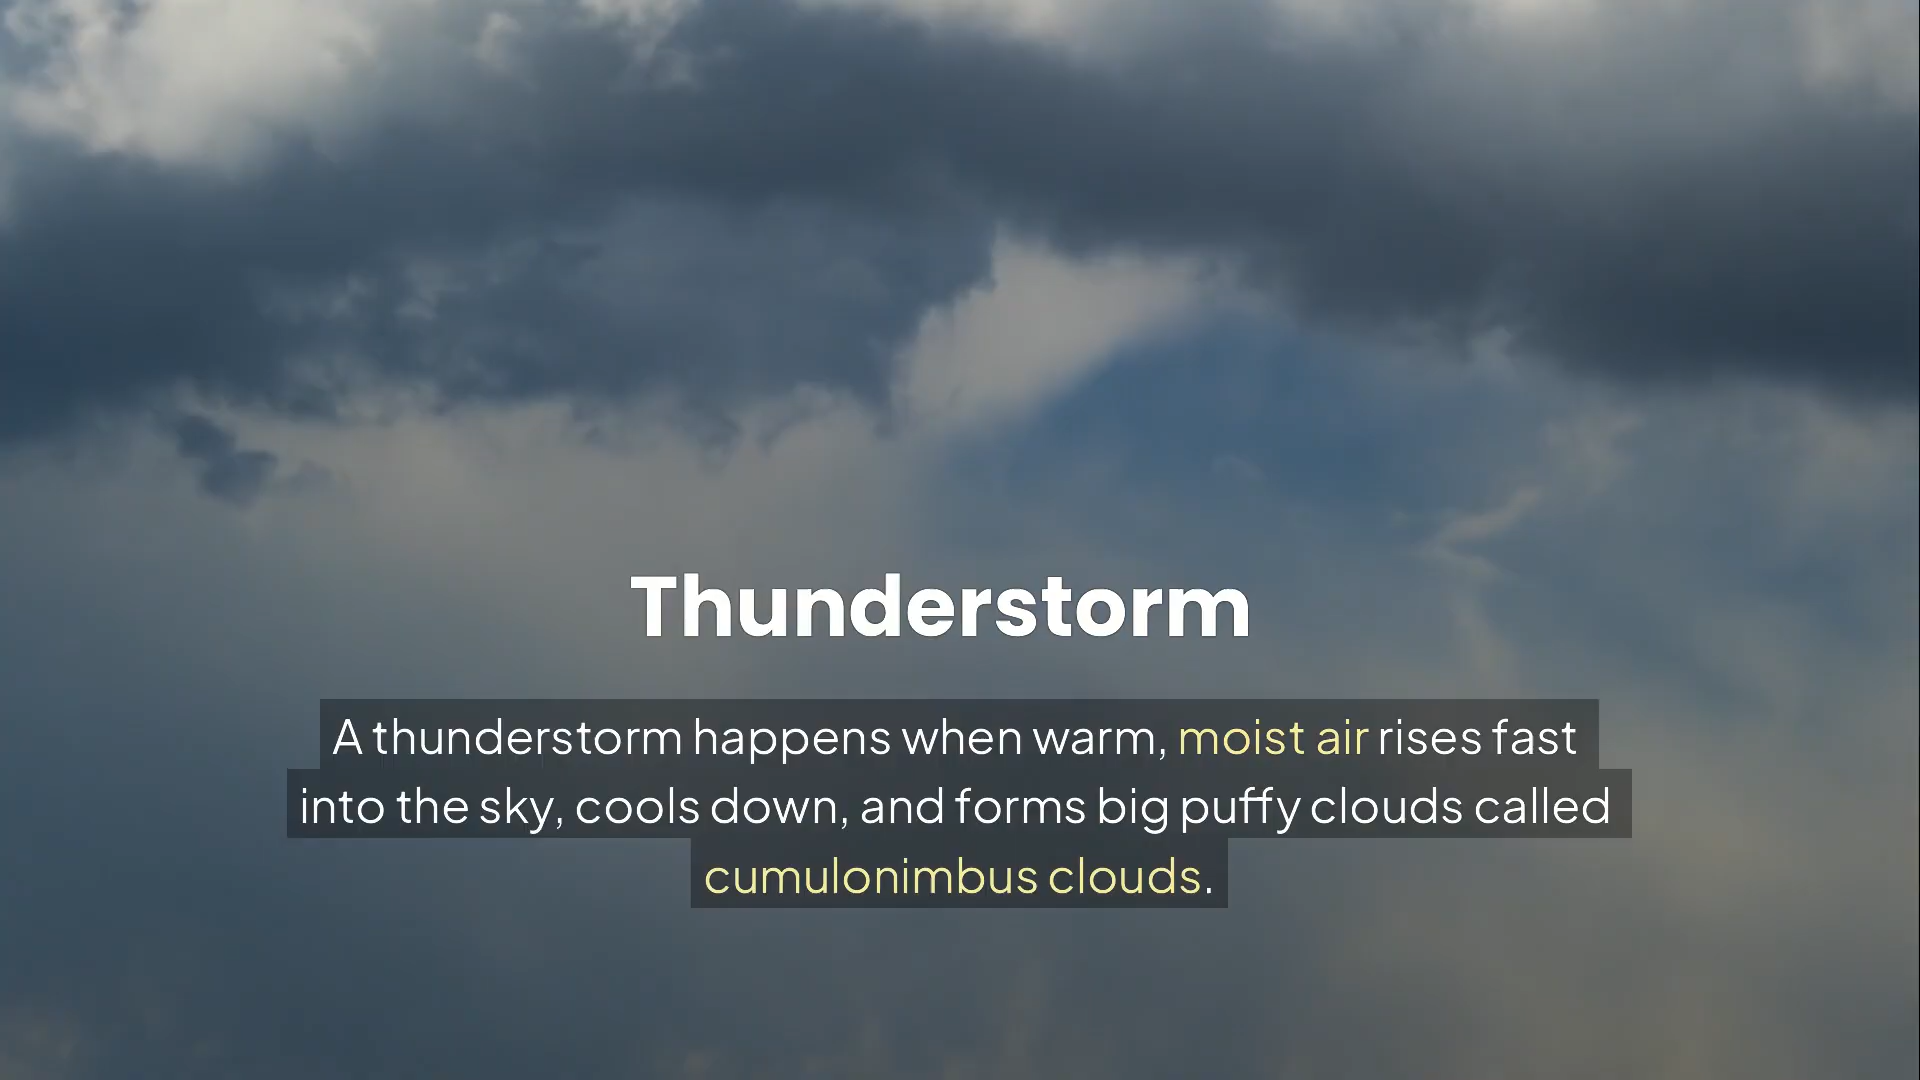 Thunderstorm
A thunderstorm happens when warm, moist air rises fast
into the sky, cools down, and forms big puffy clouds called
cumulonimbus clouds.